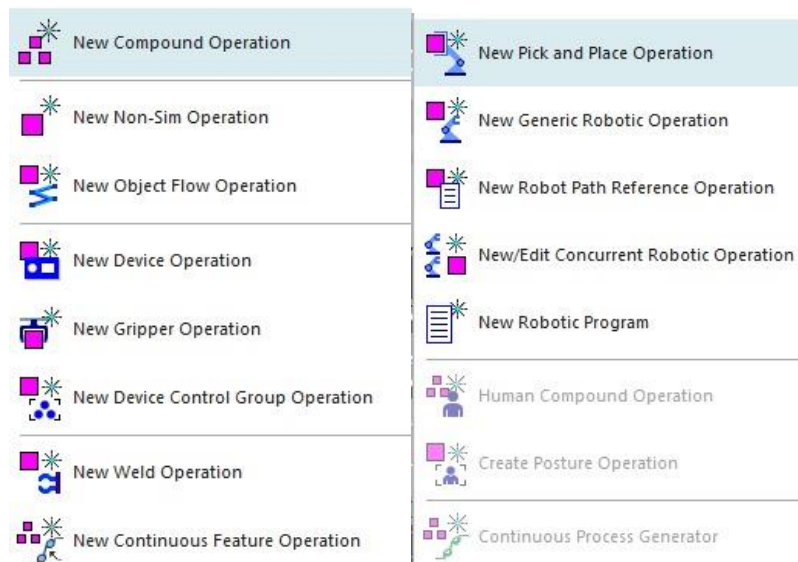 New Compound Operation
New Non-Sim Operation
New Object Flow Operation
New Device Operation
New Gripper Operation
New Device Control Group Operation
New Weld Operation
New Continuous Feature Operation
New Pick and Place Operation
New Generic Robotic Operation
New Robot Path Reference Operation
New/Edit Concurrent Robotic Operation
New Robotic Program
Human Compound Operation
Create Posture Operation
Continuous Process Generator